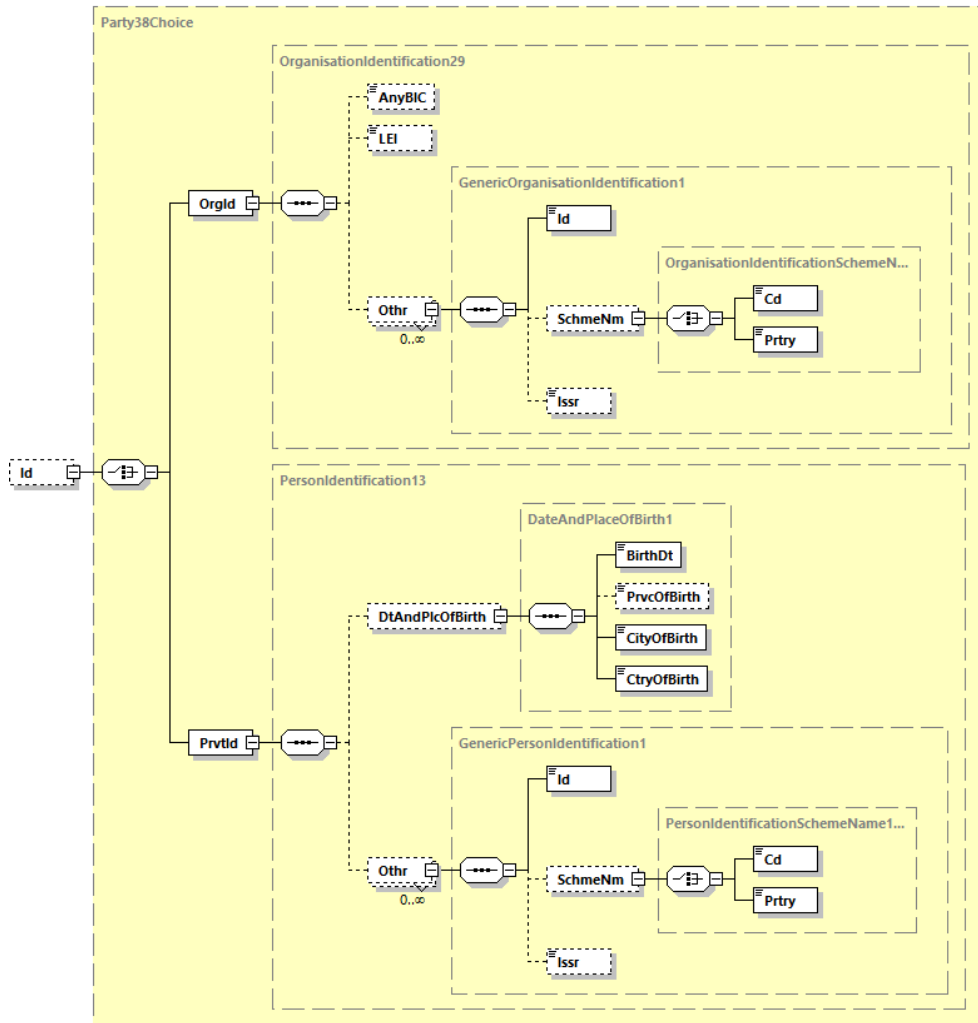 Party38Choice
OrganisationIdentification29
AnyBIC
LEI
GenericOrganisationIdentification1
OrgId
Id
OrganisationIdentificationSchemeN...
Cd
Othr
SchmeNm
Prtry
0..∞
Issr
Id
PersonIdentification13
DateAndPlaceOfBirth1
BirthDt
PrvcOfBirth
DtAndPlcOfBirth
CityOfBirth
CtryOfBirth
PrvtId
GenericPersonIdentification1
Id
PersonIdentificationSchemeName1...
Cd
Othr
SchmeNm
Prtry
0..∞
Issr